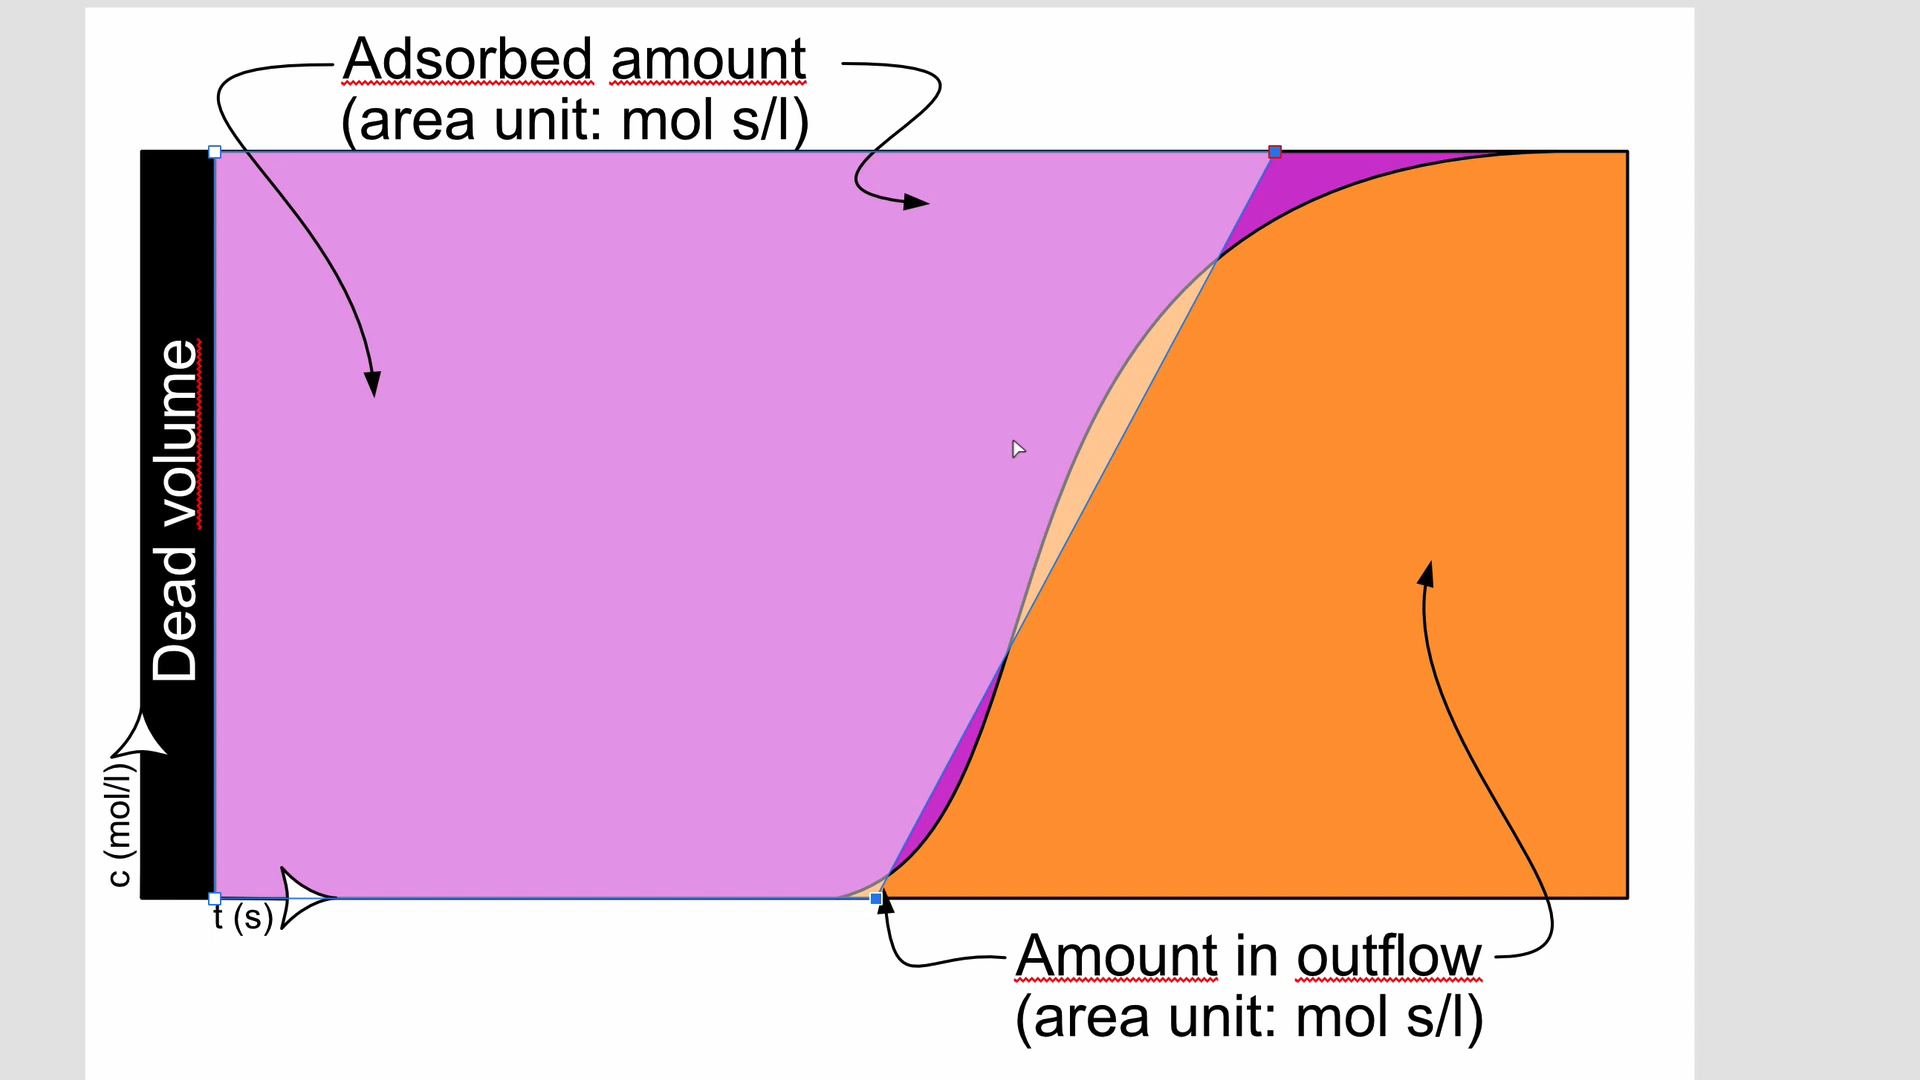 Adsorbed amount
(area unit: mol s/l)
Dead volume
c (mol/l)
t (s)
Amount in outflow
(area unit: mol s/l)